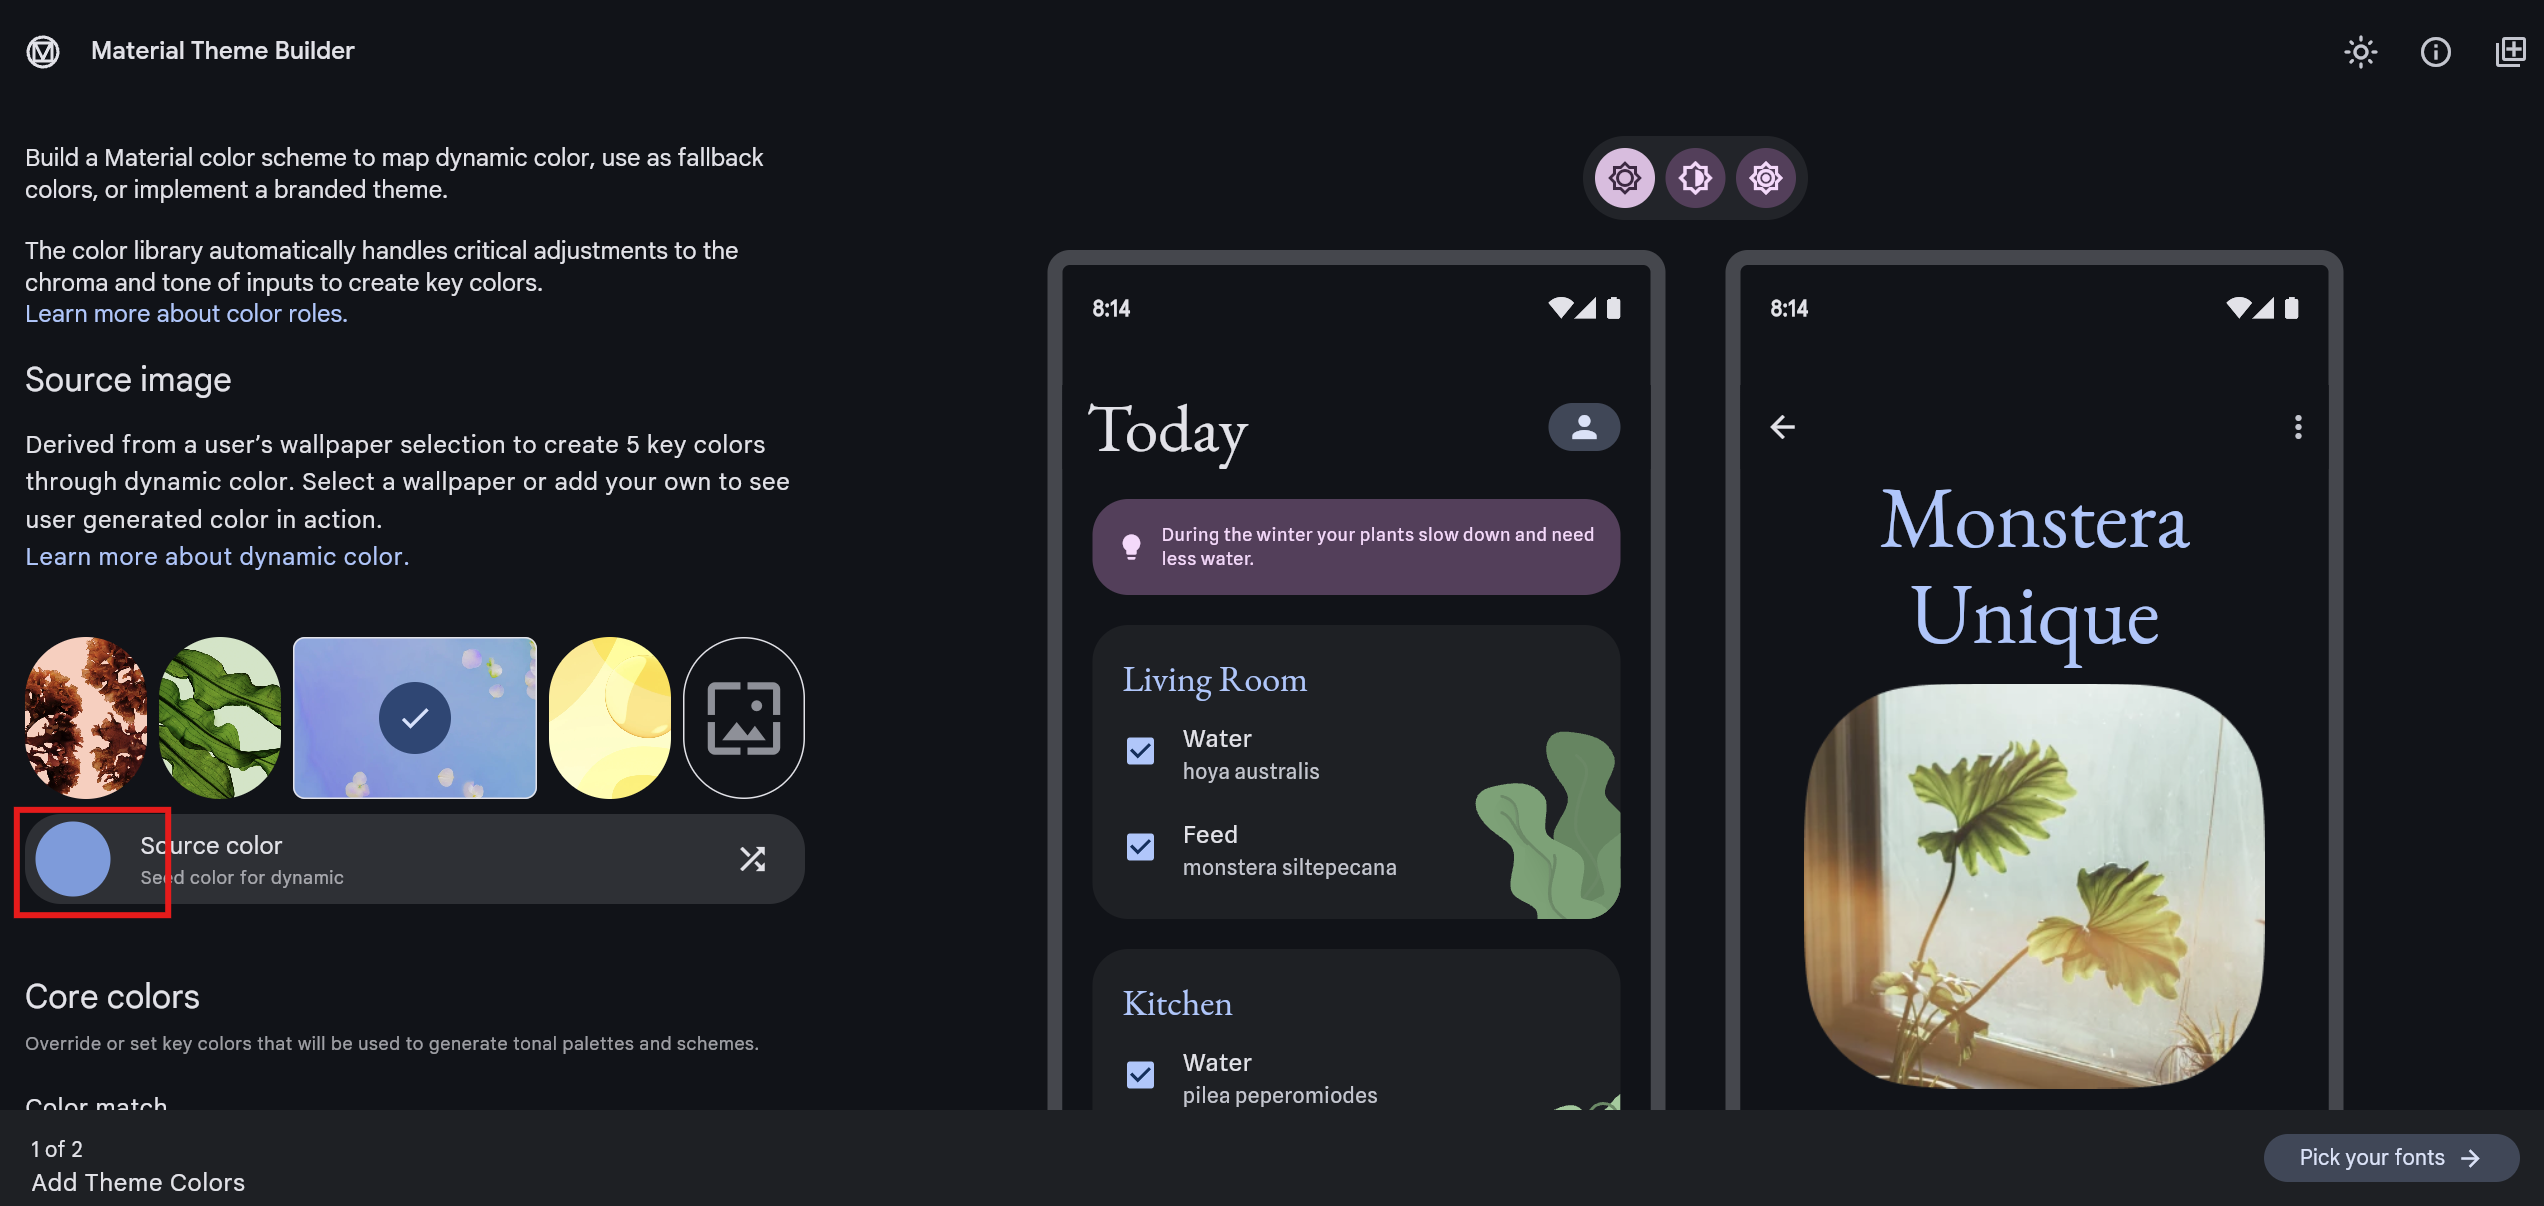 Material Theme Builder
Build a Material color scheme to map dynamic color, use as fallback
colors, or implement a branded theme.
The color library automatically handles critical adjustments to the
chroma and tone of inputs to create key colors.
Learn more about color roles.
Source image
Derived from a user’s wallpaper selection to create 5 key colors
through dynamic color. Select a wallpaper or add your own to see
user generated color in action.
Learn more about dynamic color.
Source color
Seed color for dynamic
Core colors
Override or set key colors that will be used to generate tonal palettes and schemes.
Color match
1 of 2
Add Theme Colors
8:14
Today
During the winter your plants slow down and need
less water.
Living Room
Water
hoya australis
Feed
monstera siltepecana
Kitchen
Water
pilea peperomiodes
8:14
Monstera
Unique
Pick your fonts